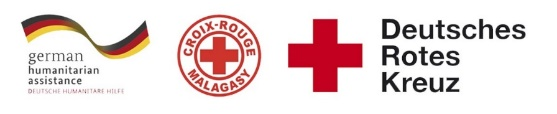 german
humanitarian
assistance
DEUTSCHE HUMANITÄRE HILFE
CROIX-ROUGE
MALAGASY
Deutsches
Rotes
Kreuz